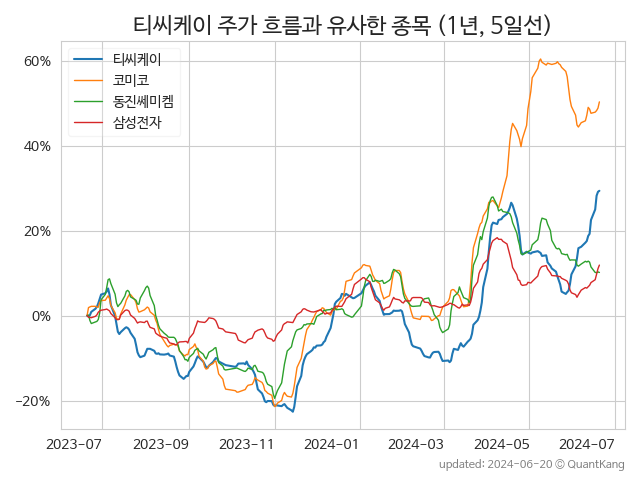 티씨케이 주가 흐름과 유사한 종목 (1년, 5일선)
티씨케이
코미코
동진쎄미켐
삼성전자
60%
40%
20%
0%
−20%
2023-07 2023-09 2023-11 2024-01 2024-03 2024-05 2024-07
updated: 2024-06-20 © QuantKang